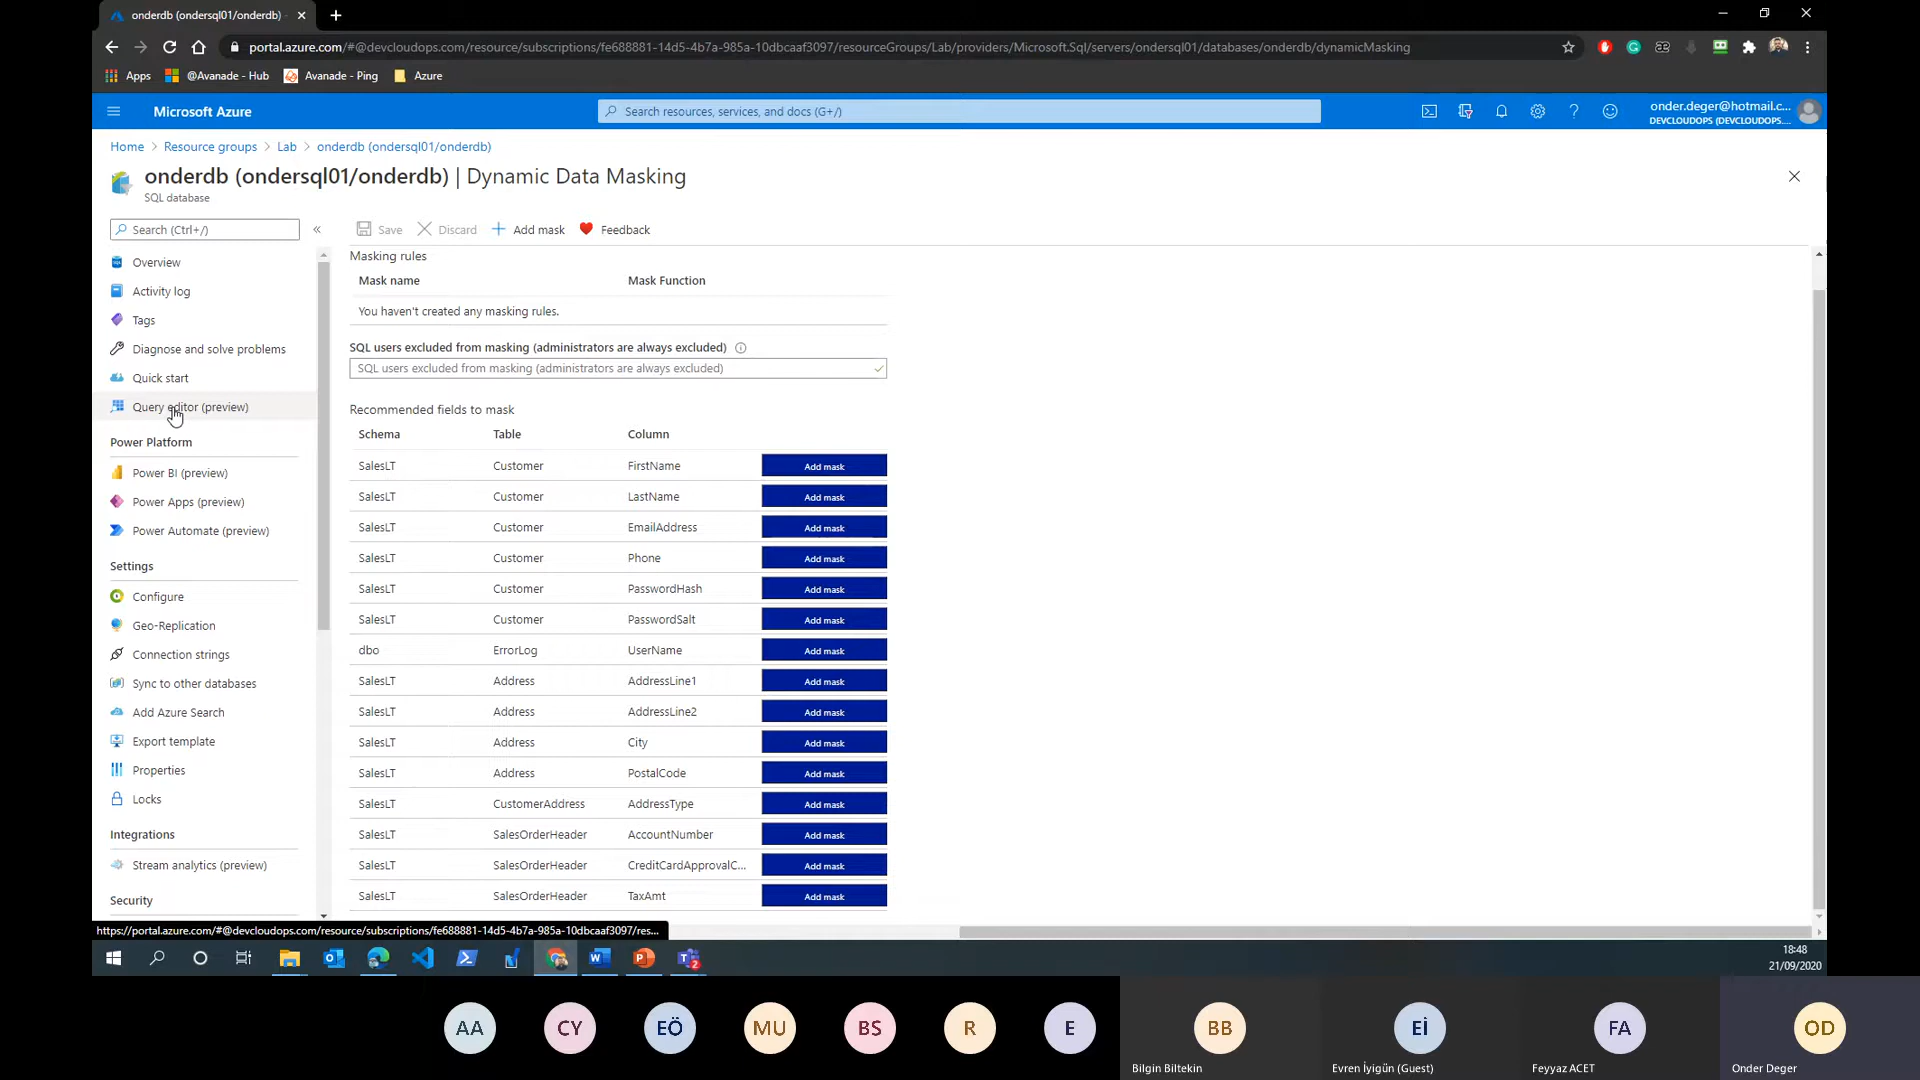 onderdb (ondersql01/onderdb) -
portal.azure.com/#@devcloudops.com/resource/subscriptions/fe688881-14d5-4b7a-985a-10dbcaaf3097/resourceGroups/Lab/providers/Microsoft.Sql/servers/ondersql01/databases/onderdb/dynamicMasking
Apps @Avanade - Hub Avanade - Ping Azure
Microsoft Azure
Search resources, services, and docs (G+/)
onder.deger@hotmail.c...
DEVCLOUDOPS (DEVCLOUDOPS....
Home > Resource groups > Lab > onderdb (ondersql01/onderdb)
onderdb (ondersql01/onderdb) | Dynamic Data Masking
SQL database
Search (Ctrl+/)
«
Overview
Activity log
Tags
Diagnose and solve problems
Quick start
Query editor (preview)
Power Platform
Power BI (preview)
Power Apps (preview)
Power Automate (preview)
Settings
Configure
Geo-Replication
Connection strings
Sync to other databases
Add Azure Search
Export template
Properties
Locks
Integrations
Stream analytics (preview)
Security
Save Discard Add mask Feedback
Masking rules
Mask name Mask Function
You haven't created any masking rules.
SQL users excluded from masking (administrators are always excluded)
SQL users excluded from masking (administrators are always excluded)
Recommended fields to mask
Schema Table Column
SalesLT Customer FirstName Add mask
SalesLT Customer LastName Add mask
SalesLT Customer EmailAddress Add mask
SalesLT Customer Phone Add mask
SalesLT Customer PasswordHash Add mask
SalesLT Customer PasswordSalt Add mask
dbo ErrorLog UserName Add mask
SalesLT Address AddressLine1 Add mask
SalesLT Address AddressLine2 Add mask
SalesLT Address City Add mask
SalesLT Address PostalCode Add mask
SalesLT CustomerAddress AddressType Add mask
SalesLT SalesOrderHeader AccountNumber Add mask
SalesLT SalesOrderHeader CreditCardApprovalC... Add mask
SalesLT SalesOrderHeader TaxAmt Add mask
https://portal.azure.com/#@devcloudops.com/resource/subscriptions/fe688881-14d5-4b7a-985a-10dbcaaf3097/res...
18:48
21/09/2020
AA CY EÖ MU BS R E BB Eİ FA OD
Bilgin Biltekin Evren İyigün (Guest) Feyyaz ACET Onder Deger